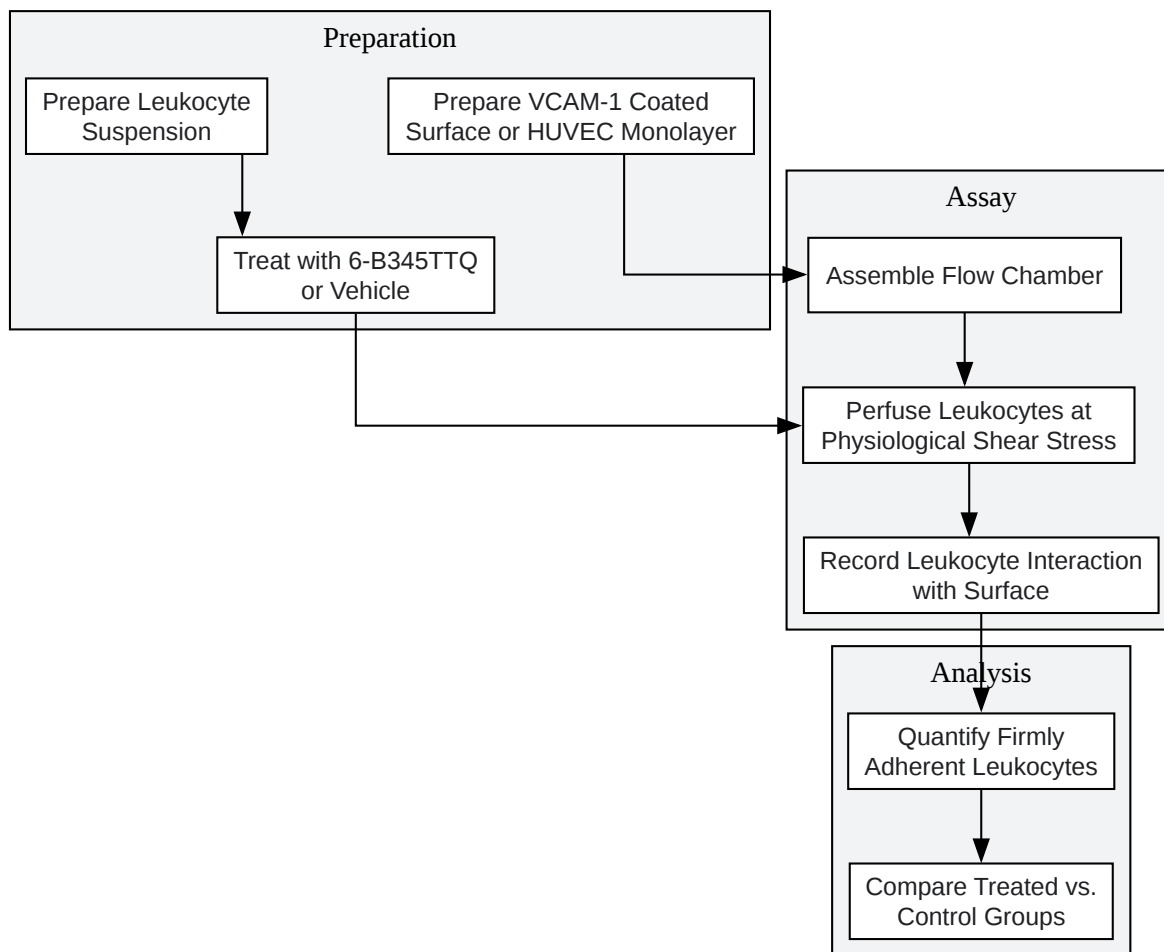 Preparation
Prepare Leukocyte
Suspension
Prepare VCAM-1 Coated
Surface or HUVEC Monolayer
Treat with 6-B345TTQ
or Vehicle
Assay
Assemble Flow Chamber
Perfuse Leukocytes at
Physiological Shear Stress
Record Leukocyte Interaction
with Surface
Analysis
Quantify Firmly
Adherent Leukocytes
Compare Treated vs.
Control Groups